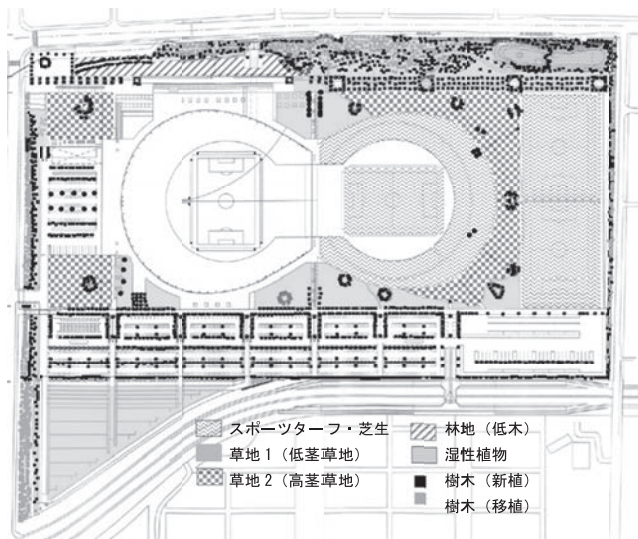 スポーツターフ・芝生
草地1（低茎草地）
草地2（高茎草地）
林地（低木）
湿性植物
樹木（新植）
樹木（移植）